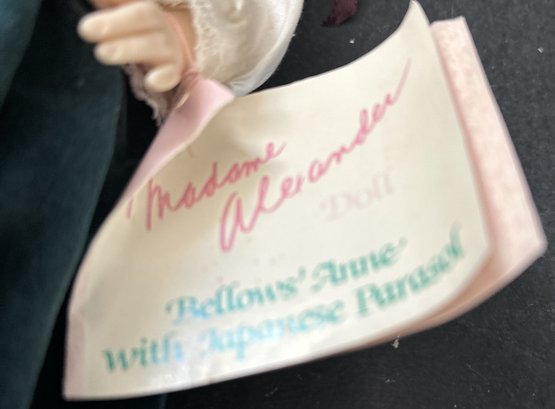 Madame
Alexander
Doll
Bellows' Anne
With Japanese Parasol